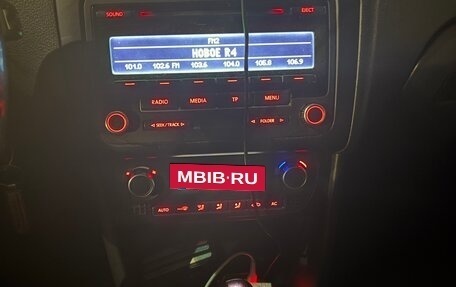 SOUND
EJECT
FM2
НОВОЕ R4
101.0 102.6 FM 103.6 104.0 105.8 106.9
RADIO MEDIA TP MENU
SEEK/TRACK FOLDER
MBIB.RU
AUTO AC